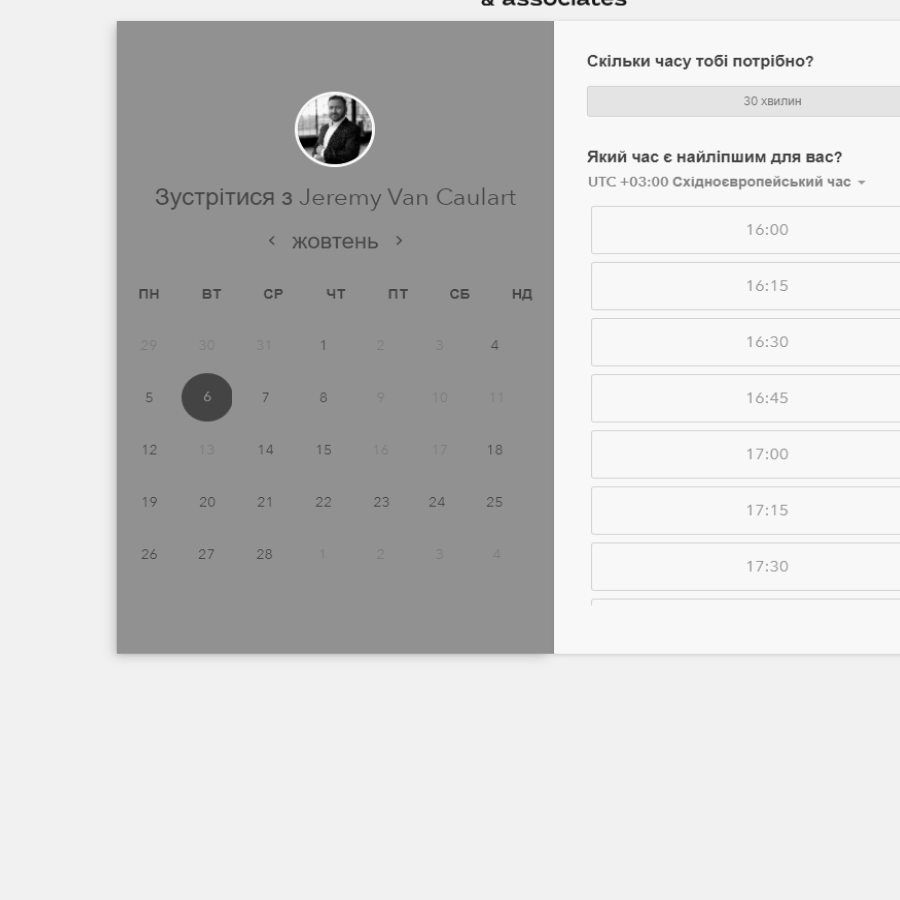 & associates
Зустрітися з Jeremy Van Caulart
жовтень
ПН ВТ СР ЧТ ПТ СБ НД
29 30 31 1 2 3 4
5 6 7 8 9 10 11
12 13 14 15 16 17 18
19 20 21 22 23 24 25
26 27 28 1 2 3 4
Скільки часу тобі потрібно?
30 хвилин
Який час є найліпшим для вас?
UTC +03:00 Східноєвропейський час
16:00
16:15
16:30
16:45
17:00
17:15
17:30